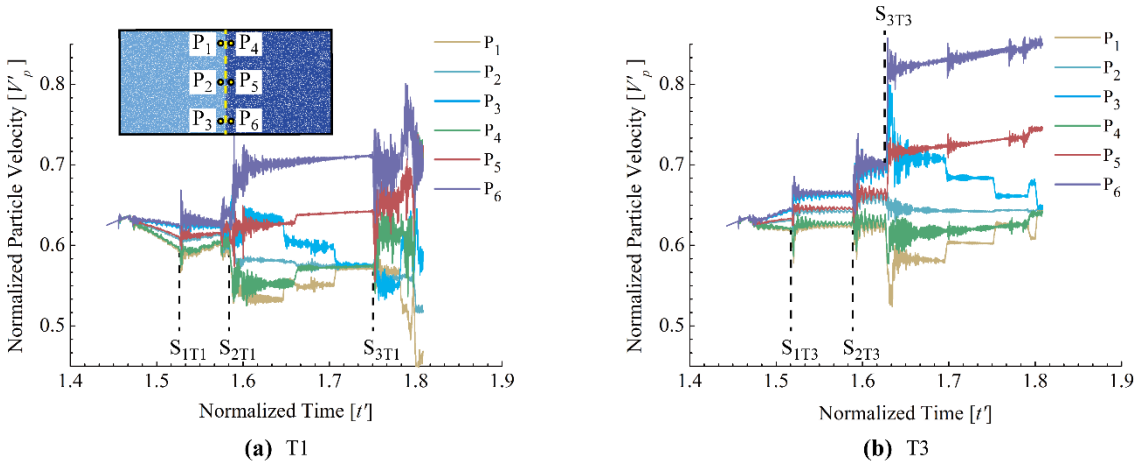 Normalized Particle Velocity [V'p]
0.8
0.7
0.6
0.5
P1 P4
P2 P5
P3 P6
P1
P2
P3
P4
P5
P6
S1T1 S2T1 S3T1
1.4 1.5 1.6 1.7 1.8 1.9
Normalized Time [t']
(a) T1
Normalized Particle Velocity [V'p]
0.8
0.7
0.6
0.5
S3T3
P1
P2
P3
P4
P5
P6
S1T3 S2T3
1.4 1.5 1.6 1.7 1.8 1.9
Normalized Time [t']
(b) T3